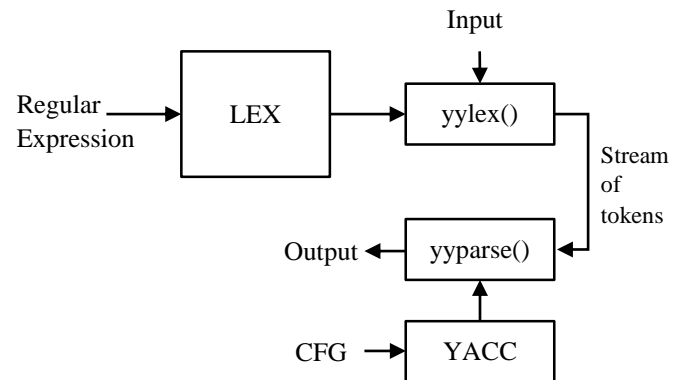 Input
Regular
Expression
LEX
yylex()
Stream
of
tokens
Output
yyparse()
CFG
YACC